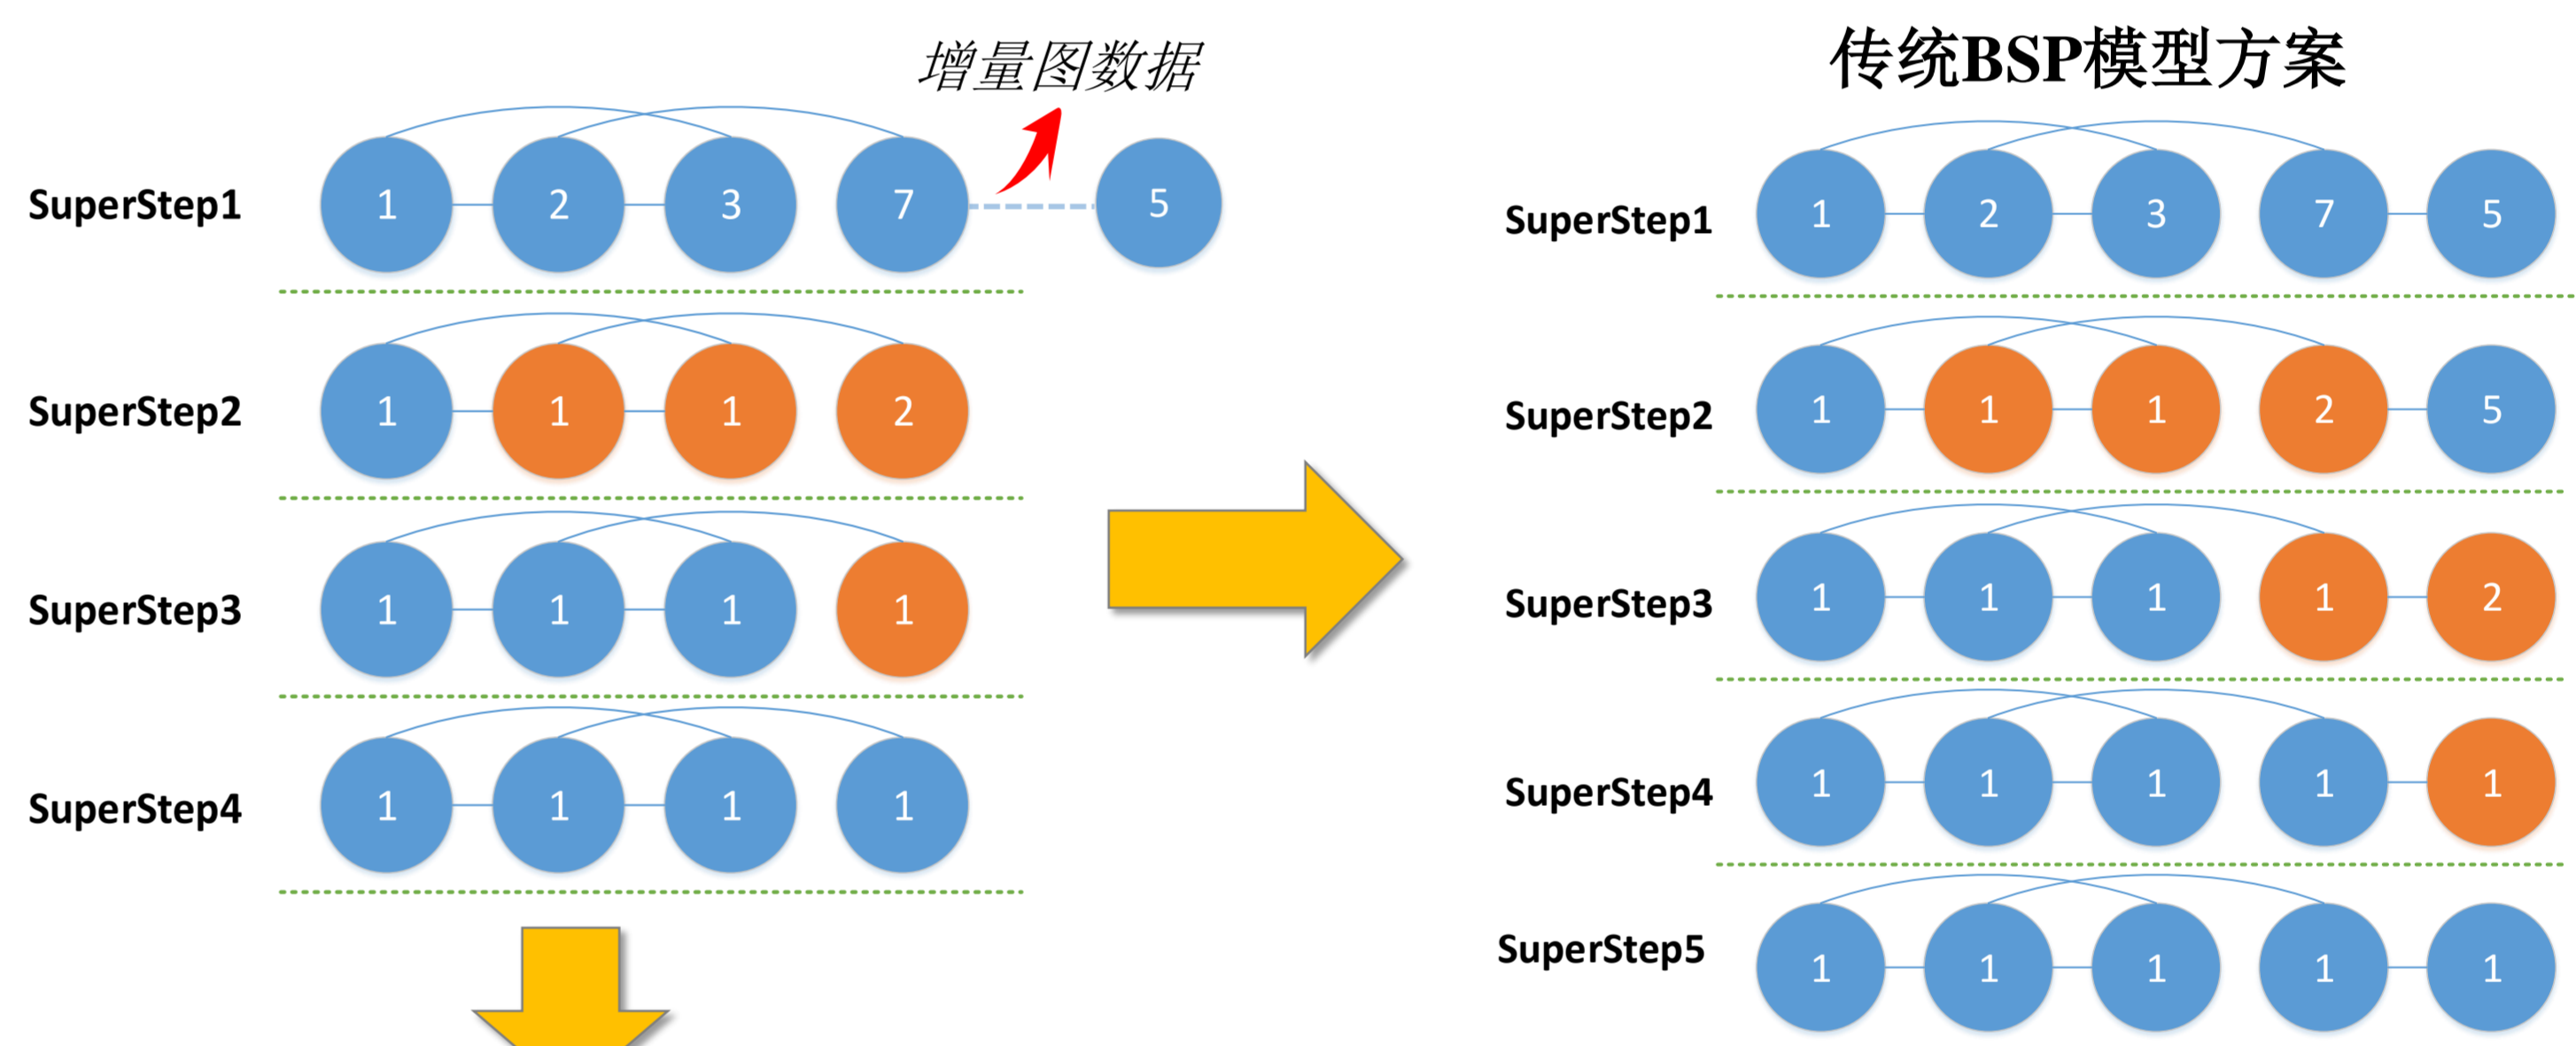 增量图数据
SuperStep1 1 2 3 7 5
SuperStep2 1 1 1 2
SuperStep3 1 1 1 1
SuperStep4 1 1 1 1
传统BSP模型方案
SuperStep1 1 2 3 7 5
SuperStep2 1 1 1 2 5
SuperStep3 1 1 1 1 2
SuperStep4 1 1 1 1 1
SuperStep5 1 1 1 1 1